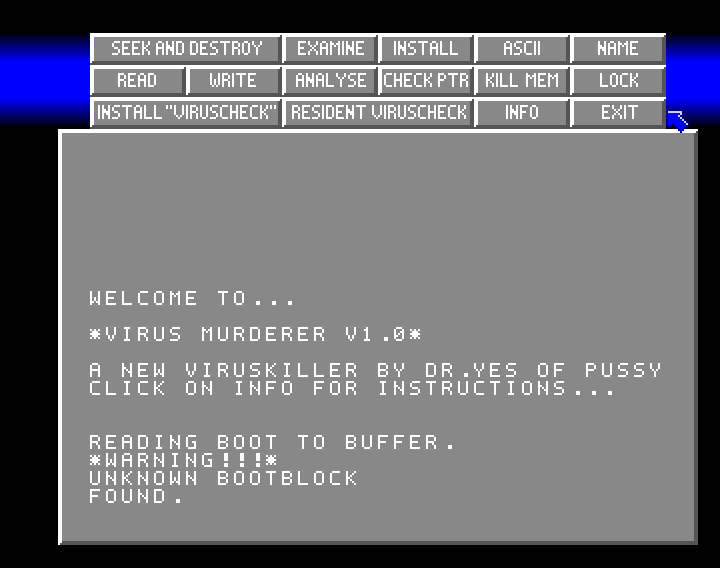 SEEK AND DESTROY EXAMINE INSTALL ASCII NAME
READ WRITE ANALYSE CHECK PTR KILL MEM LOCK
INSTALL "VIRUSCHECK" RESIDENT VIRUSCHECK INFO EXIT
WELCOME TO...
*VIRUS MURDERER V1.0*
A NEW VIRUSKILLER BY DR.YES OF PUSSY
CLICK ON INFO FOR INSTRUCTIONS...
READING BOOT TO BUFFER.
*WARNING!!!*
UNKNOWN BOOTBLOCK
FOUND.